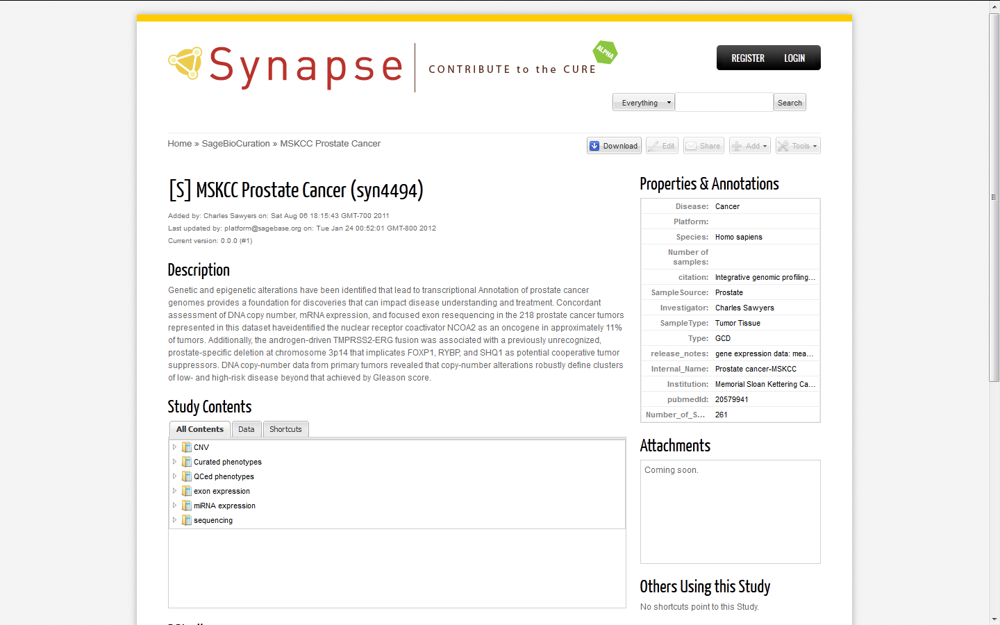 Synapse
CONTRIBUTE to the CURE
ALPHA
REGISTER LOGIN
Everything Search
Home » SageBioCuration » MSKCC Prostate Cancer
Download Edit Share Add Tools
[S] MSKCC Prostate Cancer (syn4494)
Added by: Charles Sawyers on: Sat Aug 06 18:15:43 GMT-700 2011
Last updated by: platform@sagebase.org on: Tue Jan 24 00:52:01 GMT-800 2012
Current version: 0.0.0 (#1)
Description
Genetic and epigenetic alterations have been identified that lead to transcriptional Annotation of prostate cancer
genomes provides a foundation for discoveries that can impact disease understanding and treatment. Concordant
assessment of DNA copy number, mRNA expression, and focused exon resequencing in the 218 prostate cancer tumors
represented in this dataset haveidentified the nuclear receptor coactivator NCOA2 as an oncogene in approximately 11%
of tumors. Additionally, the androgen-driven TMPRSS2-ERG fusion was associated with a previously unrecognized,
prostate-specific deletion at chromosome 3p14 that implicates FOXP1, RYBP, and SHQ1 as potential cooperative tumor
suppressors. DNA copy-number data from primary tumors revealed that copy-number alterations robustly define clusters
of low- and high-risk disease beyond that achieved by Gleason score.
Study Contents
All Contents Data Shortcuts
CNV
Curated phenotypes
QCed phenotypes
exon expression
miRNA expression
sequencing
Properties & Annotations
Disease: Cancer
Platform:
Species: Homo sapiens
Number of
samples:
citation: Integrative genomic profiling...
SampleSource: Prostate
Investigator: Charles Sawyers
SampleType: Tumor Tissue
Type: GCD
release_notes: gene expression data: mea...
Internal_Name: Prostate cancer-MSKCC
Institution: Memorial Sloan Kettering Ca...
pubmedId: 20579941
Number_of_S... 261
Attachments
Coming soon.
Others Using this Study
No shortcuts point to this Study.